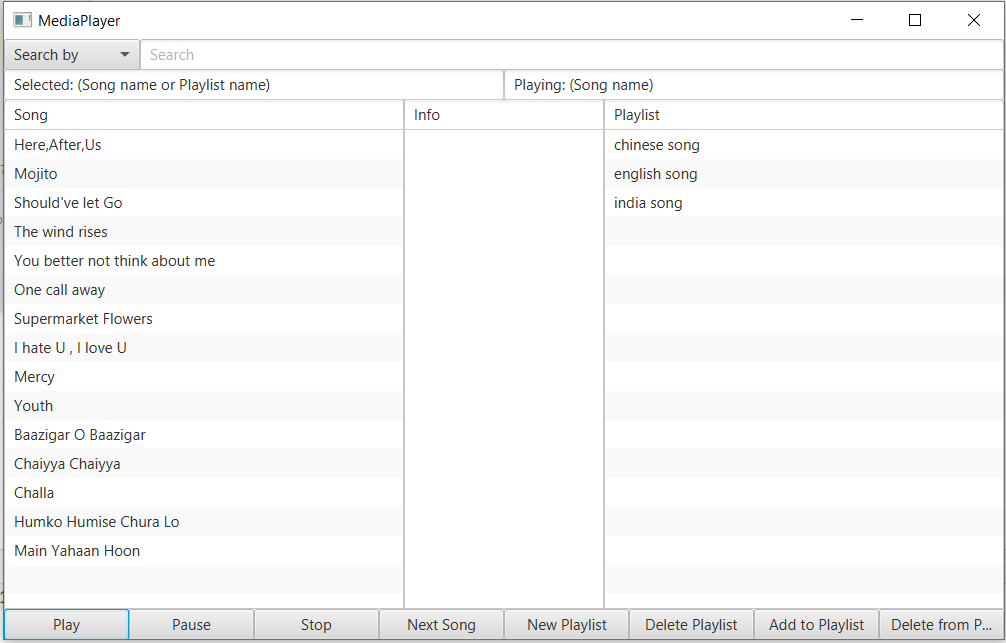 MediaPlayer
Search by Search
Selected: (Song name or Playlist name) Playing: (Song name)
Song Info Playlist
Here,After,Us chinese song
Mojito english song
Should've let Go india song
The wind rises
You better not think about me
One call away
Supermarket Flowers
I hate U , I love U
Mercy
Youth
Baazigar O Baazigar
Chaiyya Chaiyya
Challa
Humko Humise Chura Lo
Main Yahaan Hoon
Play Pause Stop Next Song New Playlist Delete Playlist Add to Playlist Delete from P...